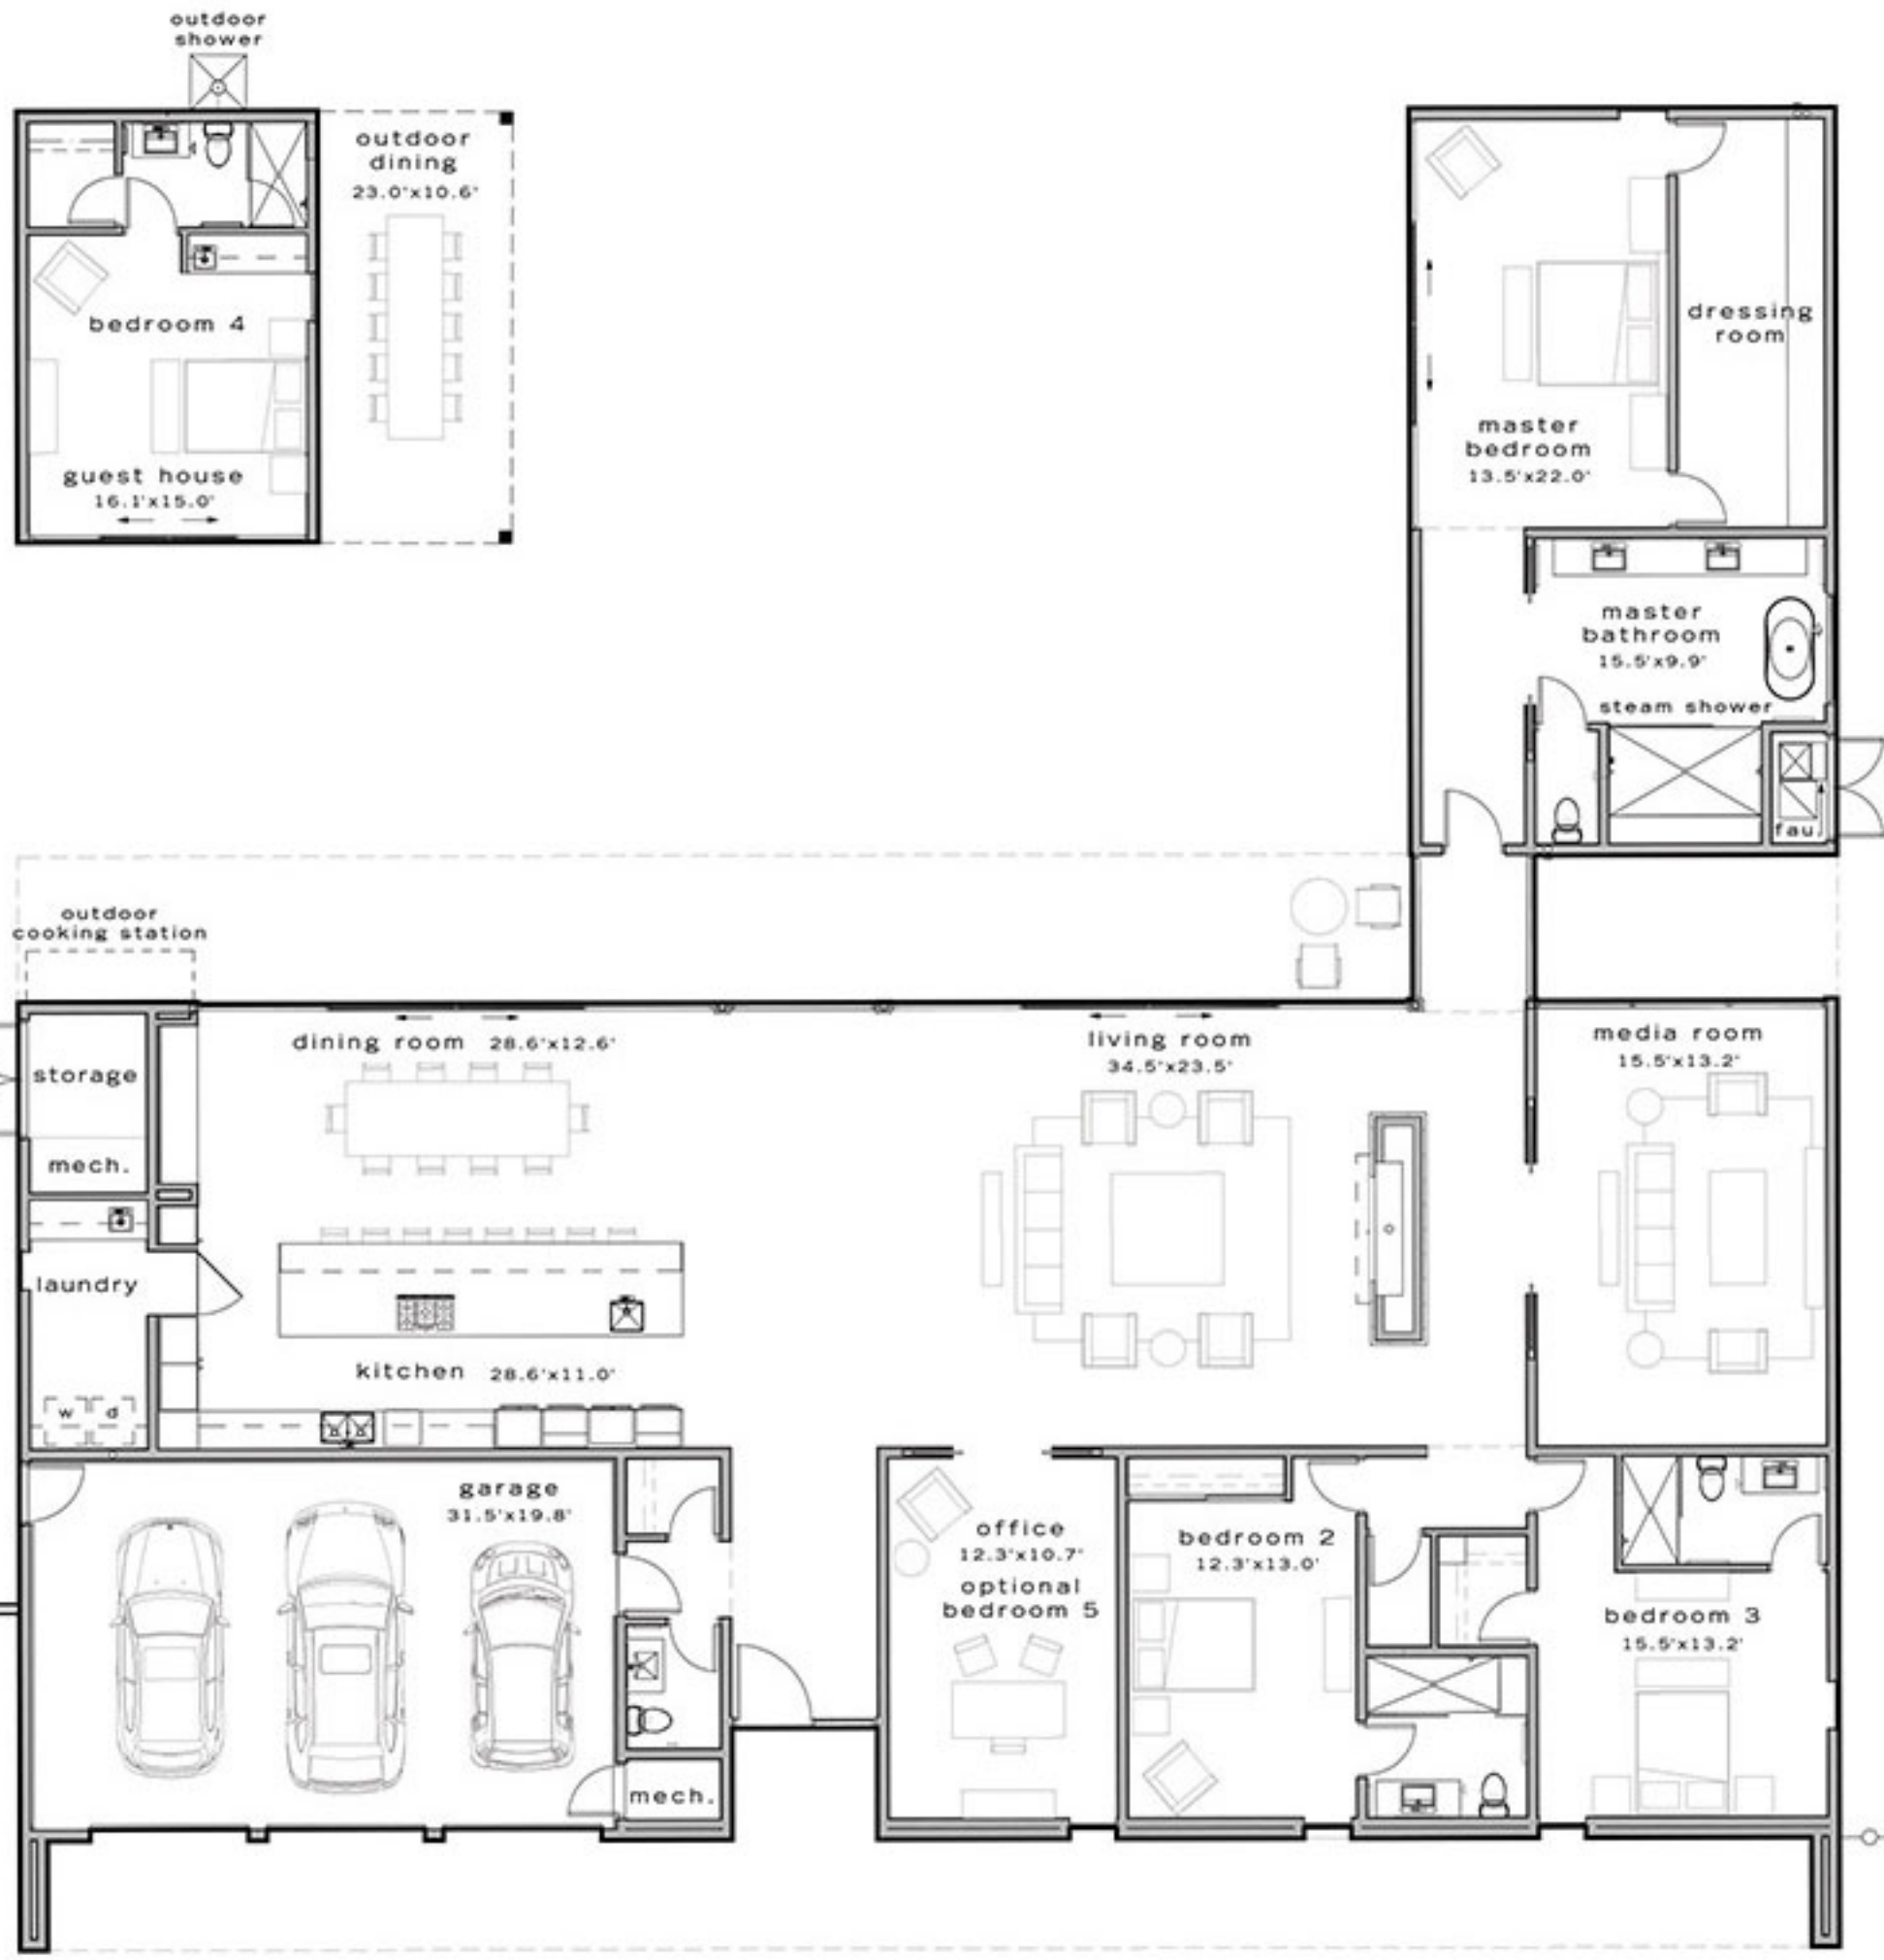 outdoor
shower
outdoor
dining
23.0'x10.6'
bedroom 4
guest house
16.1'x15.0'
dressing
room
master
bedroom
13.5'x22.0'
master
bathroom
15.5'x9.9'
steam shower
fau
outdoor
cooking station
storage
mech.
laundry
w d
dining room 28.6'x12.6'
kitchen 28.6'x11.0'
living room
34.5'x23.5'
media room
15.5'x13.2'
garage
31.5'x19.8'
mech.
office
12.3'x10.7'
optional
bedroom 5
bedroom 2
12.3'x13.0'
bedroom 3
15.5'x13.2'